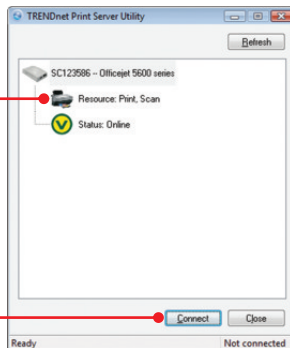 TRENDnet Print Server Utility
Refresh
SC123586 -- Officejet 5600 series
Resource: Print, Scan
Status: Online
Connect Close
Ready Not connected